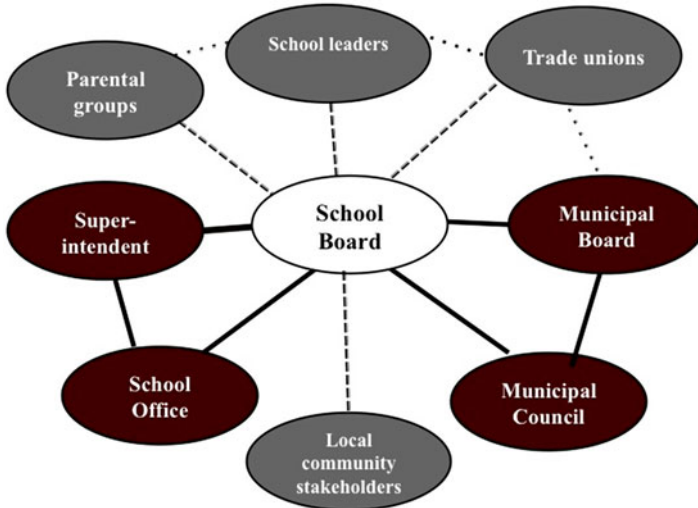 School leaders
Parental
groups
Trade unions
Super-
intendent
School
Board
Municipal
Board
School
Office
Municipal
Council
Local
community
stakeholders